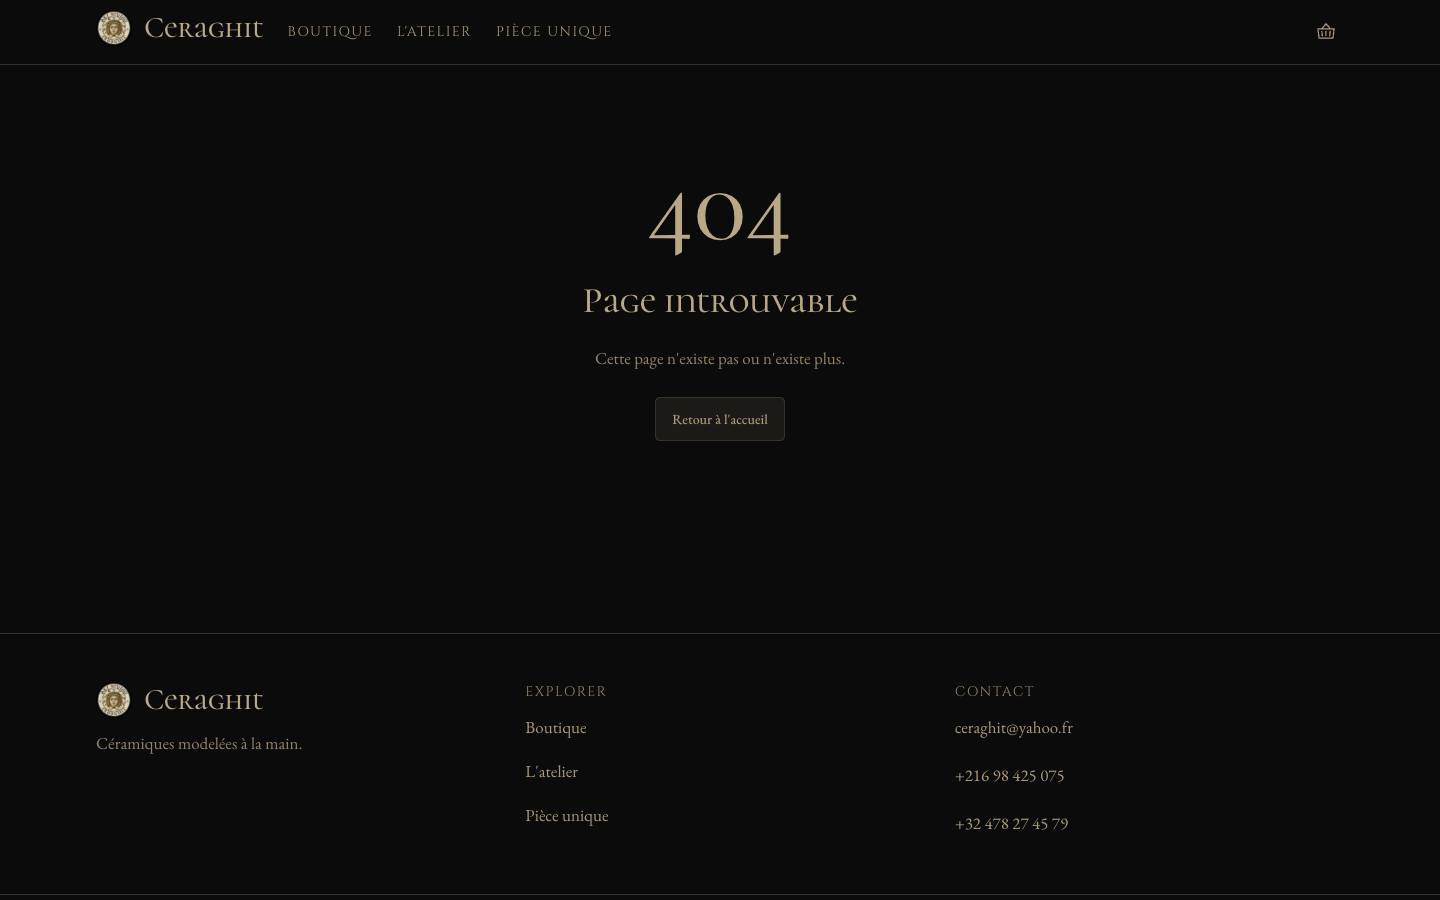 Ceraghit
BOUTIQUE
L'ATELIER
PIÈCE UNIQUE
404
Page introuvable
Cette page n'existe pas ou n'existe plus.
Retour à l'accueil
Ceraghit
Céramiques modelées à la main.
EXPLORER
Boutique
L'atelier
Pièce unique
CONTACT
ceraghit@yahoo.fr
+216 98 425 075
+32 478 27 45 79